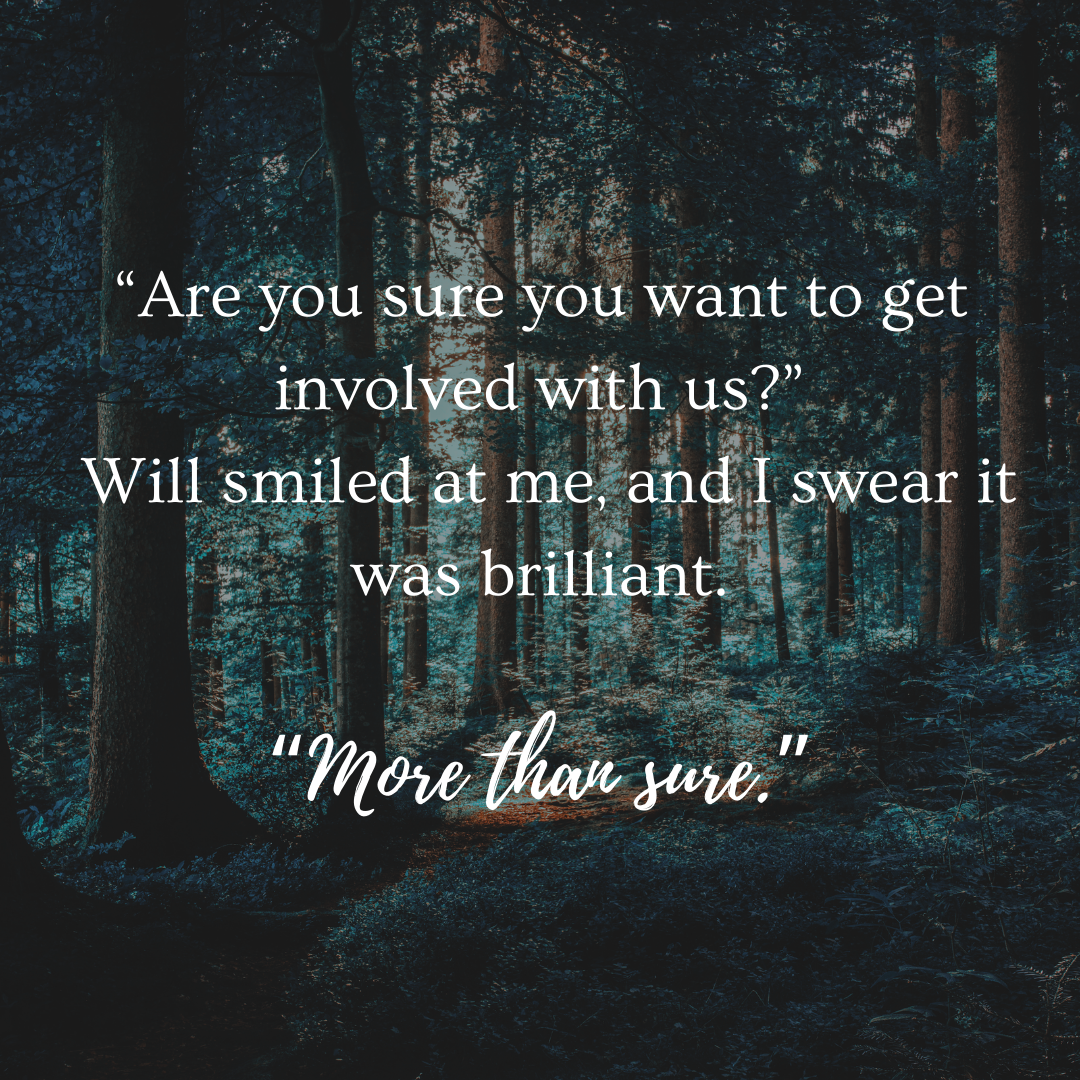 “Are you sure you want to get
involved with us?”
Will smiled at me, and I swear it
was brilliant.
“More than sure.”